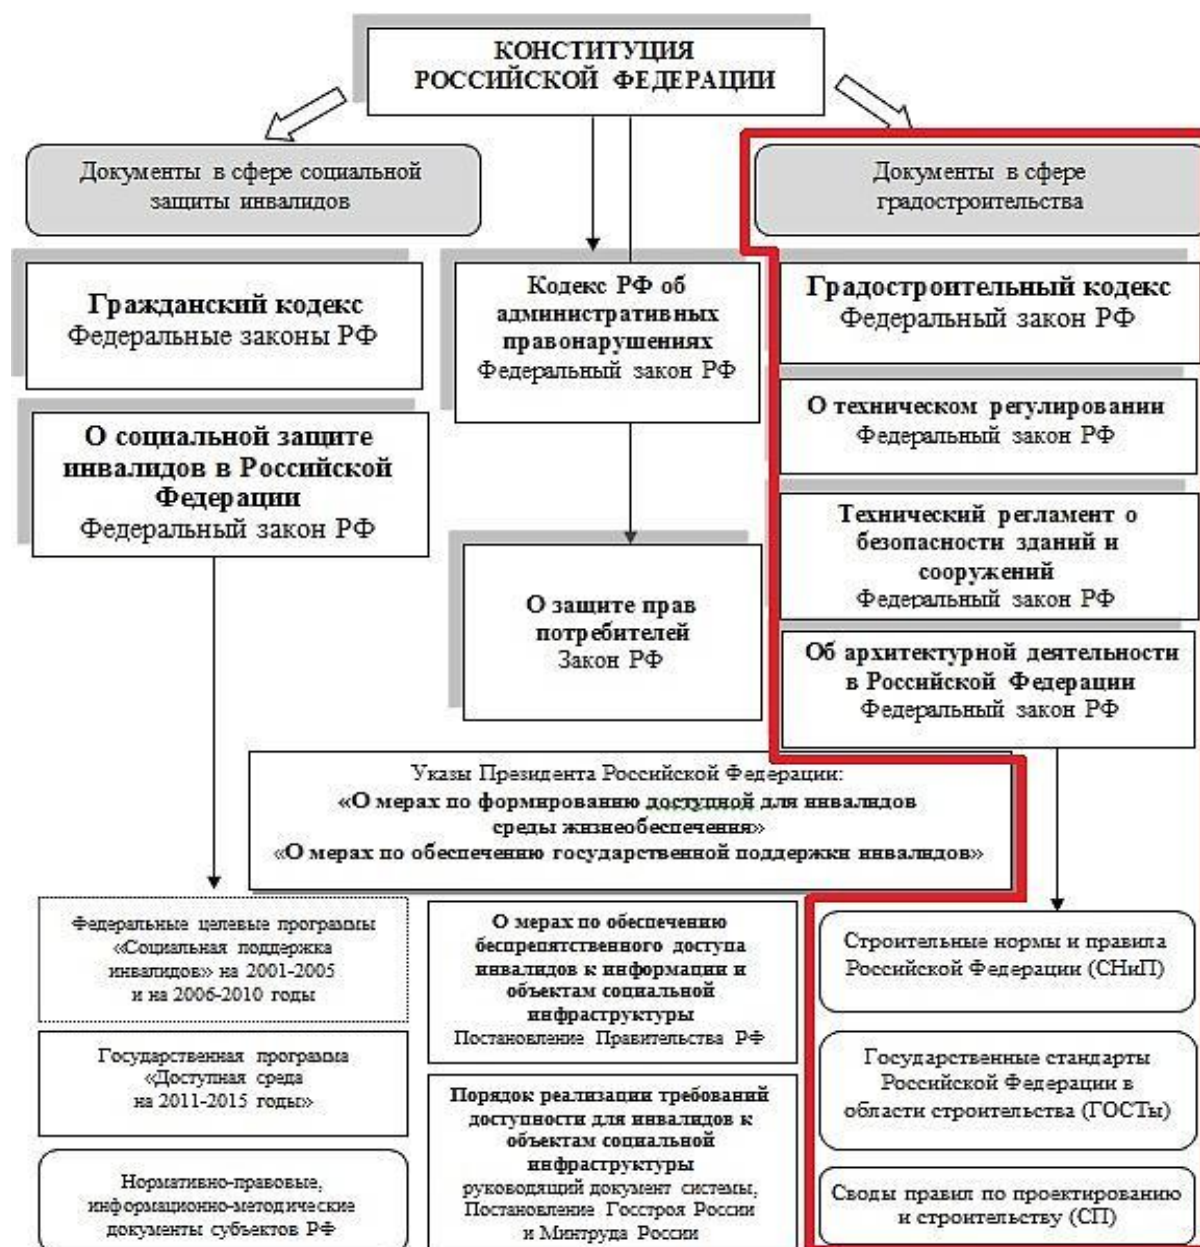 КОНСТИТУЦИЯ
РОССИЙСКОЙ ФЕДЕРАЦИИ
Документы в сфере социальной
защиты инвалидов
Документы в сфере
градостроительства
Гражданский кодекс
Федеральные законы РФ
О социальной защите
инвалидов в Российской
Федерации
Федеральный закон РФ
Кодекс РФ об
административных
правонарушениях
Федеральный закон РФ
О защите прав
потребителей
Закон РФ
Градостроительный кодекс
Федеральный закон РФ
О техническом регулировании
Федеральный закон РФ
Технический регламент о
безопасности зданий и
сооружений
Федеральный закон РФ
Об архитектурной деятельности
в Российской Федерации
Федеральный закон РФ
Указы Президента Российской Федерации:
«О мерах по формированию доступной для инвалидов
среды жизнеобеспечения»
«О мерах по обеспечению государственной поддержки инвалидов»
Федеральные целевые программы
«Социальная поддержка
инвалидов» на 2001-2005
и на 2006-2010 годы
Государственная программа
«Доступная среда
на 2011-2015 годы»
Нормативно-правовые,
информационно-методические
документы субъектов РФ
О мерах по обеспечению
беспрепятственного доступа
инвалидов к информации и
объектам социальной
инфраструктуры
Постановление Правительства РФ
Порядок реализации требований
доступности для инвалидов к
объектам социальной
инфраструктуры
руководящий документ системы,
Постановление Госстроя России
и Минтруда России
Строительные нормы и правила
Российской Федерации (СНиП)
Государственные стандарты
Российской Федерации в
области строительства (ГОСТы)
Своды правил по проектированию
и строительству (СП)